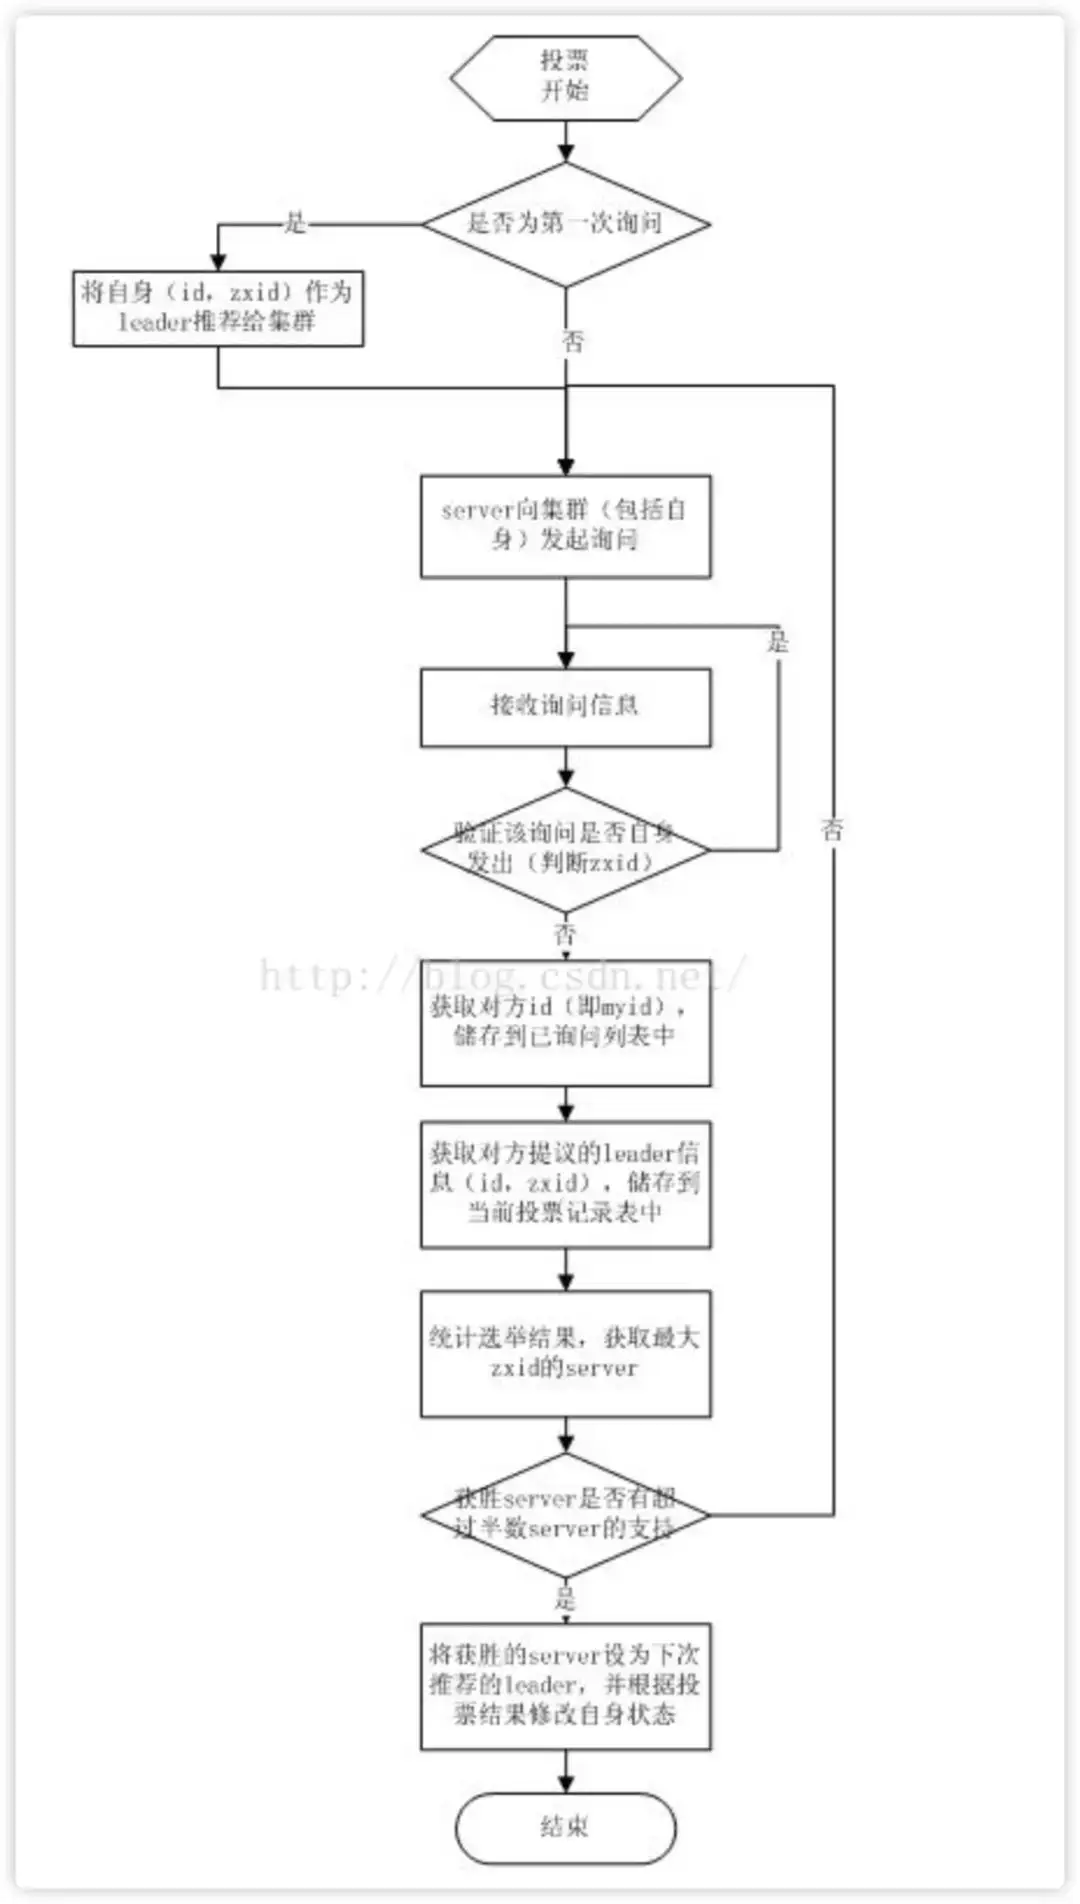 投票
开始
是否为第一次询问
是
将自身（id，zxid）作为
leader推荐给集群
否
server向集群（包括自
身）发起询问
是
接收询问信息
验证该询问是否自身
发出（判断zxid）
否
否
http://blog.csdn.net/
获取对方id（即myid），
储存到已询问列表中
获取对方提议的leader信
息（id，zxid），储存到
当前投票记录表中
统计选举结果，获取最大
zxid的server
获胜server是否有超
过半数server的支持
是
将获胜的server设为下次
推荐的leader，并根据投
票结果修改自身状态
结束